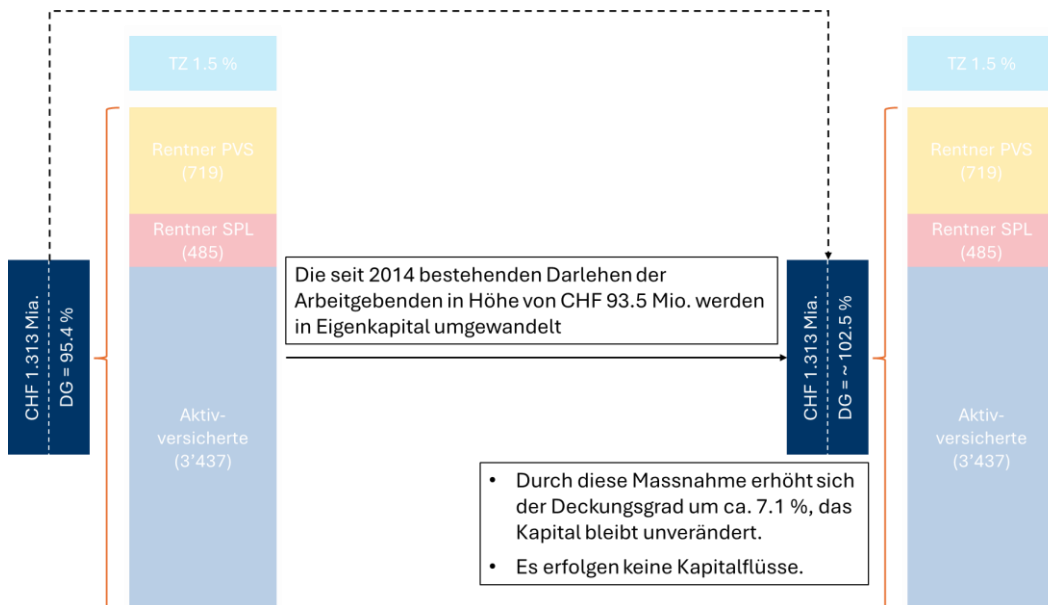 TZ 1.5 %
Rentner PVS
(719)
Rentner SPL
(485)
Aktiv-
versicherte
(3'437)
CHF 1.313 Mia.
DG = 95.4 %
Die seit 2014 bestehenden Darlehen der
Arbeitgebenden in Höhe von CHF 93.5 Mio. werden
in Eigenkapital umgewandelt
CHF 1.313 Mia.
DG = ~ 102.5 %
TZ 1.5 %
Rentner PVS
(719)
Rentner SPL
(485)
Aktiv-
versicherte
(3'437)
• Durch diese Massnahme erhöht sich
der Deckungsgrad um ca. 7.1 %, das
Kapital bleibt unverändert.
• Es erfolgen keine Kapitalflüsse.